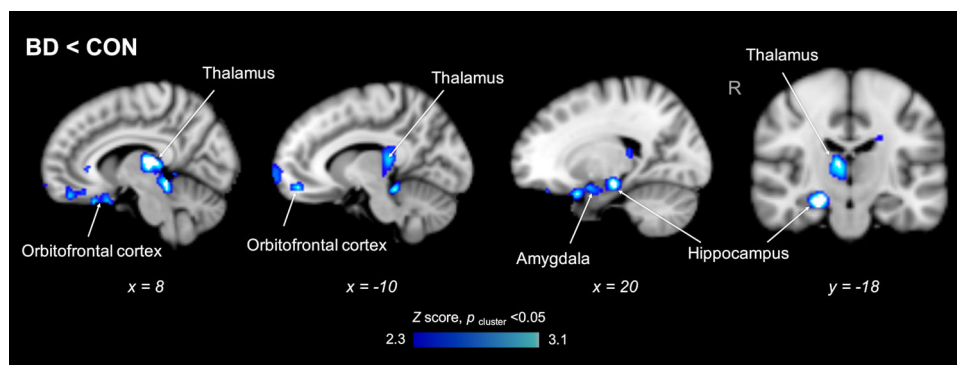 BD < CON
Thalamus
Thalamus
Thalamus
R
Orbitofrontal cortex
Orbitofrontal cortex
Amygdala
Hippocampus
x = 8
x = -10
x = 20
y = -18
Z score, p cluster <0.05
2.3
3.1